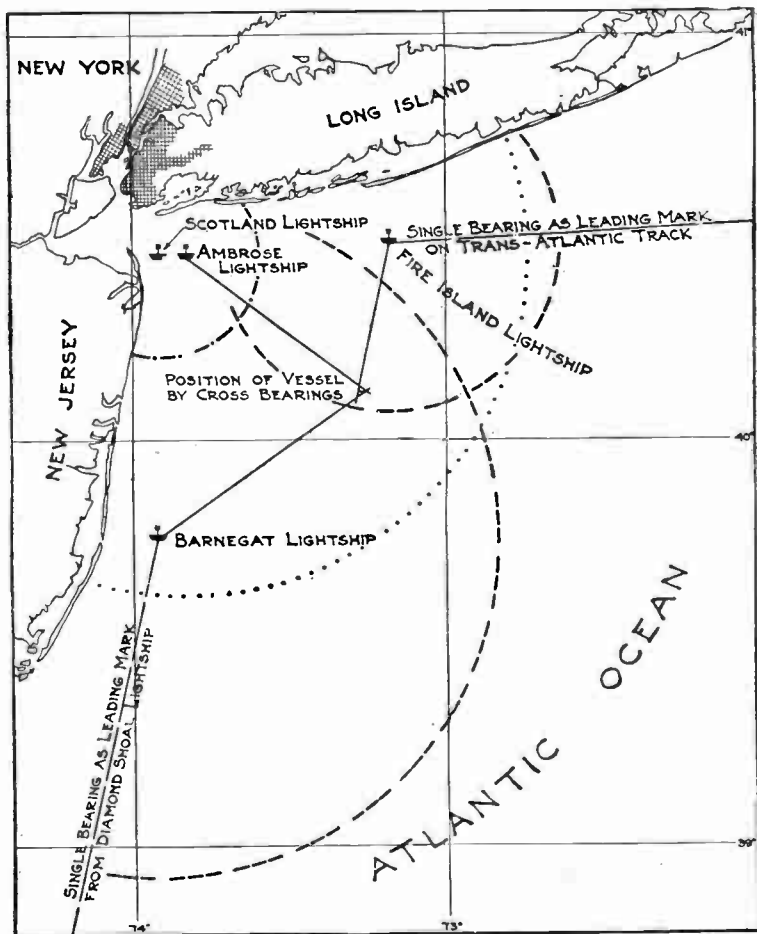 41°
NEW YORK
LONG ISLAND
SCOTLAND LIGHTSHIP
AMBROSE
LIGHTSHIP
SINGLE BEARING AS LEADING MARK
ON TRANS-ATLANTIC TRACK
FIRE ISLAND LIGHTSHIP
POSITION OF VESSEL
BY CROSS BEARINGS
NEW JERSEY
40°
BARNEGAT LIGHTSHIP
SINGLE BEARING AS LEADING MARK
FROM DIAMOND SHOAL LIGHTSHIP
ATLANTIC OCEAN
39°
74°
73°